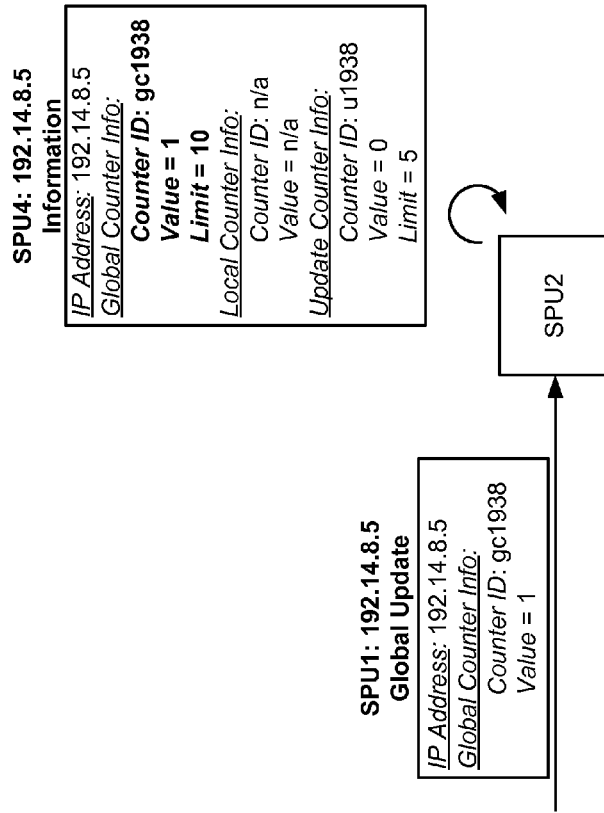 SPU4: 192.14.8.5
Information
IP Address: 192.14.8.5
Global Counter Info:
Counter ID: gc1938
Value = 1
Limit = 10
Local Counter Info:
Counter ID: n/a
Value = n/a
Update Counter Info:
Counter ID: u1938
Value = 0
Limit = 5
SPU1: 192.14.8.5
Global Update
IP Address: 192.14.8.5
Global Counter Info:
Counter ID: gc1938
Value = 1
SPU2